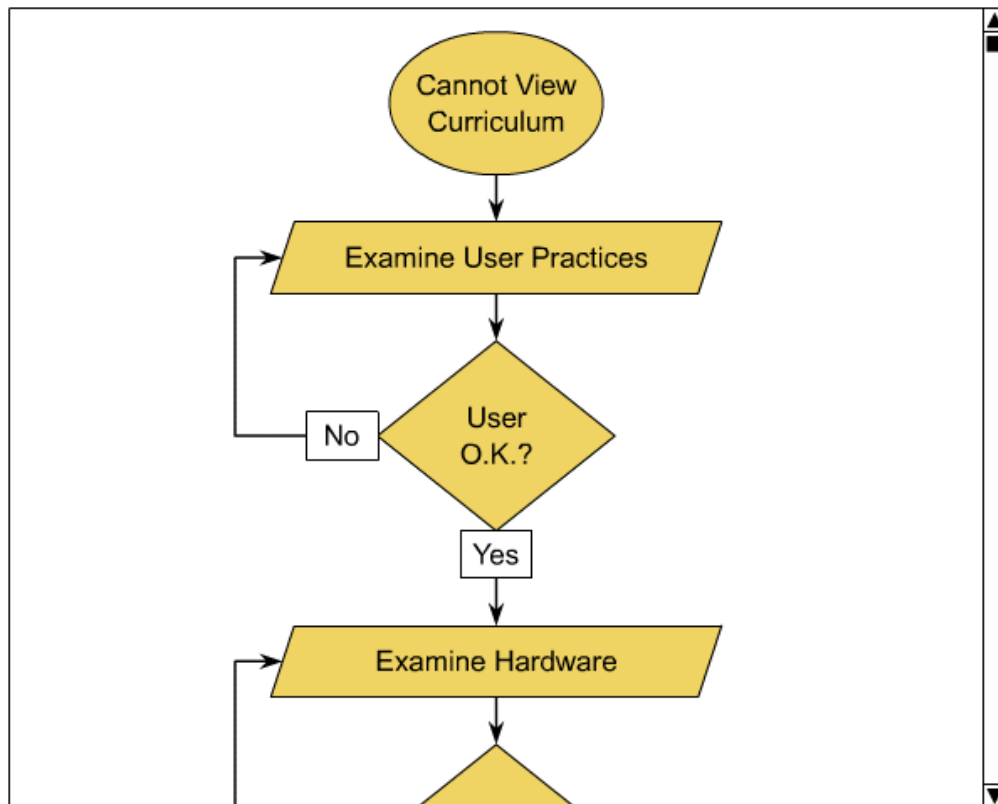 Cannot View
Curriculum
Examine User Practices
User
O.K.?
No
Yes
Examine Hardware